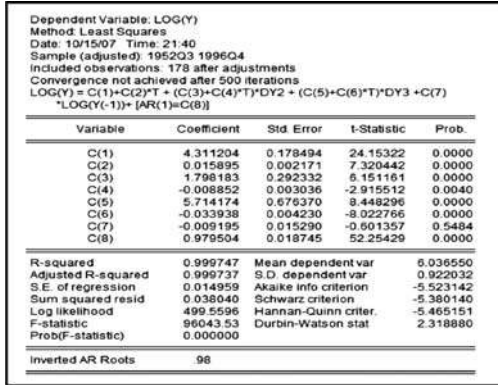 Dependent Variable: LOG(Y)
Method: Least Squares
Date: 10/15/07 Time: 21:40
Sample (adjusted): 1952Q3 1996Q4
Included observations: 178 after adjustments
Convergence not achieved after 500 iterations
LOG(Y) = C(1)+C(2)*T + (C(3)+C(4)*T)*DY2 + (C(5)+C(6)*T)*DY3 +C(7)
*LOG(Y(-1))+ [AR(1)=C(8)]
Variable Coefficient Std. Error t-Statistic Prob.
C(1) 4.311204 0.178494 24.15322 0.0000
C(2) 0.015895 0.002171 7.320442 0.0000
C(3) 1.798183 0.292332 6.151161 0.0000
C(4) -0.008852 0.003036 -2.915512 0.0040
C(5) 5.714174 0.676370 8.448296 0.0000
C(6) -0.033938 0.004230 -8.022766 0.0000
C(7) -0.009195 0.015290 -0.601357 0.5484
C(8) 0.979504 0.018745 52.25429 0.0000
R-squared 0.999747 Mean dependent var 6.036550
Adjusted R-squared 0.999737 S.D. dependent var 0.922032
S.E. of regression 0.014959 Akaike info criterion -5.523142
Sum squared resid 0.038040 Schwarz criterion -5.380140
Log likelihood 499.5596 Hannan-Quinn criter. -5.465151
F-statistic 96043.53 Durbin-Watson stat 2.318880
Prob(F-statistic) 0.000000
Inverted AR Roots .98